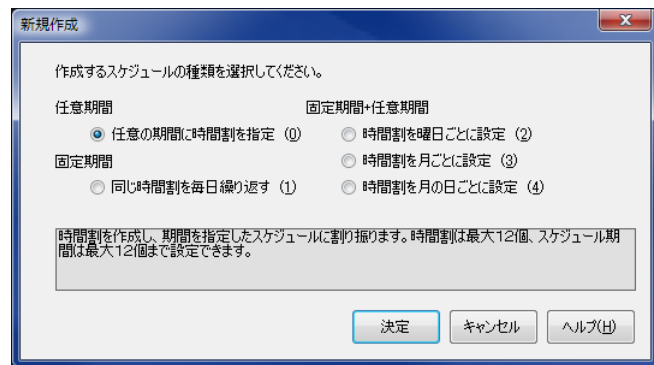 新規作成
作成するスケジュールの種類を選択してください。
任意期間
任意の期間に時間割を指定 (0)
固定期間
同じ時間割を毎日繰り返す (1)
固定期間+任意期間
時間割を曜日ごとに設定 (2)
時間割を月ごとに設定 (3)
時間割を月の日ごとに設定 (4)
時間割を作成し、期間を指定したスケジュールに割り振ります。時間割は最大12個、スケジュール期
間は最大12個まで設定できます。
決定
キャンセル
ヘルプ(H)